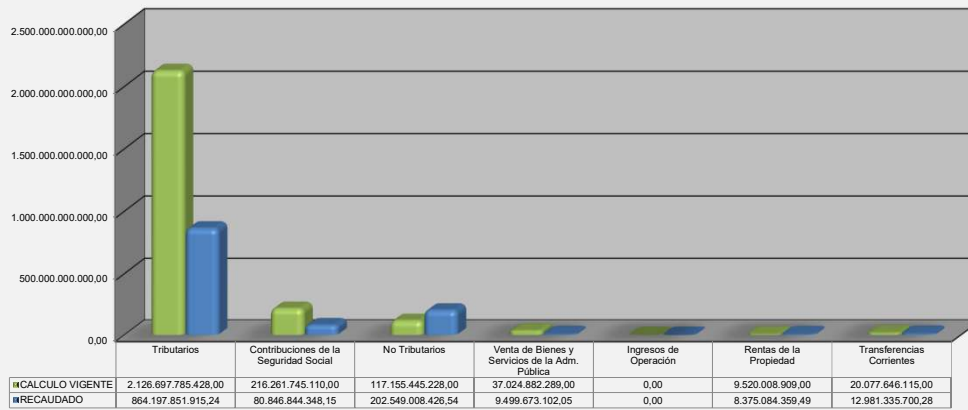 2.500.000.000.000,00
2.000.000.000.000,00
1.500.000.000.000,00
1.000.000.000.000,00
500.000.000.000,00
0,00
Tributarios
Contribuciones de la
Seguridad Social
No Tributarios
Venta de Bienes y
Servicios de la Adm.
Pública
Ingresos de
Operación
Rentas de la
Propiedad
Transferencias
Corrientes
CALCULO VIGENTE 2.126.697.785.428,00 216.261.745.110,00 117.155.445.228,00 37.024.882.289,00 0,00 9.520.008.909,00 20.077.646.115,00
RECAUDADO 864.197.851.915,24 80.846.844.348,15 202.549.008.426,54 9.499.673.102,05 0,00 8.375.084.359,49 12.981.335.700,28